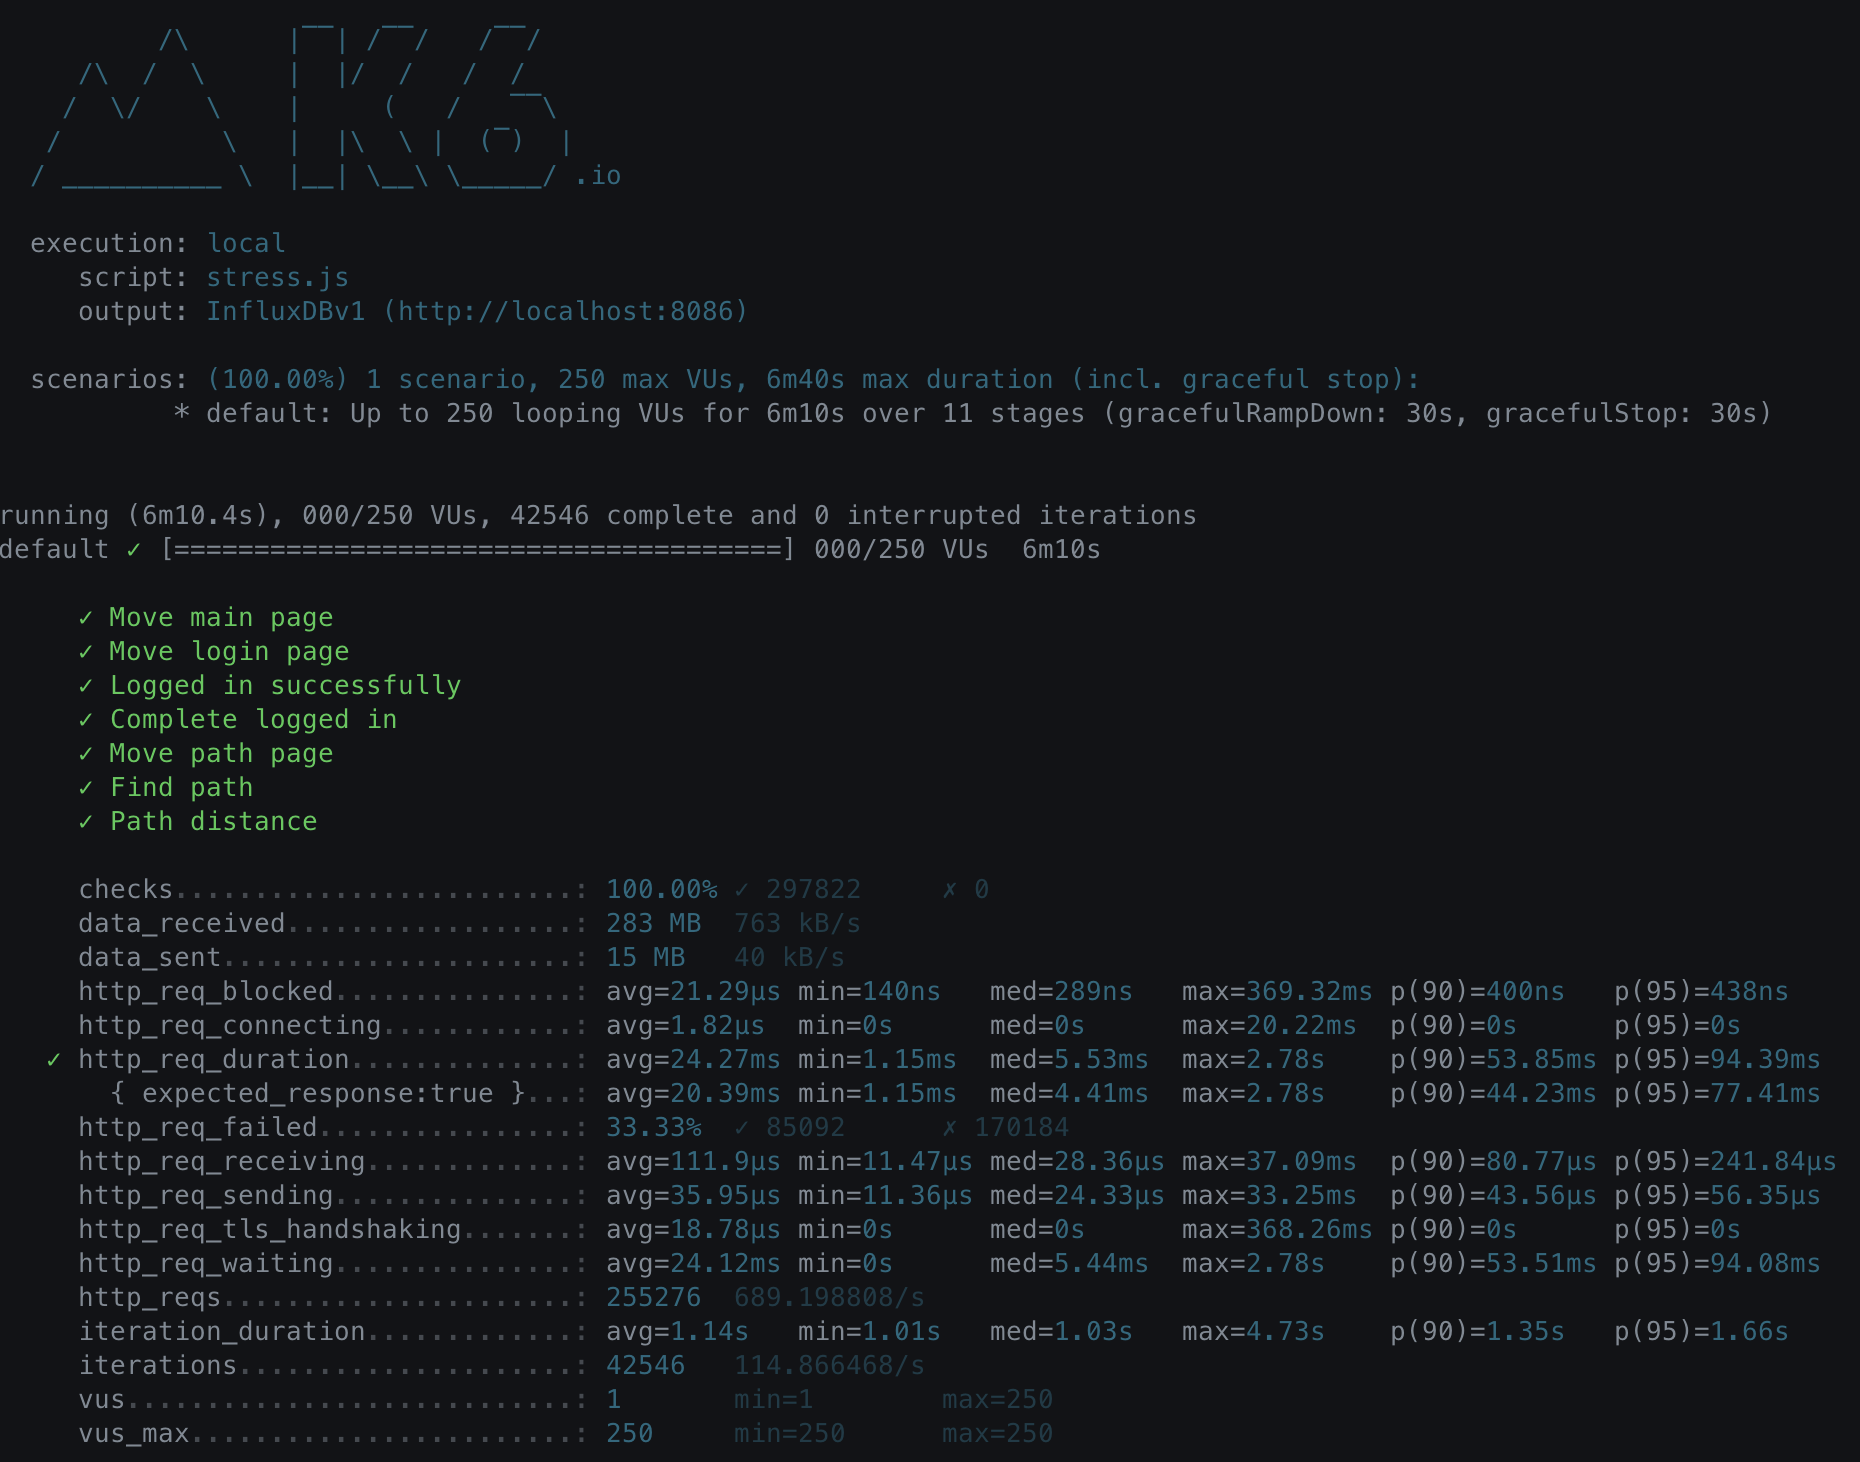 /\      |‾‾| /‾‾/   /‾‾/
     /\  /  \     |  |/  /   /  /
    /  \/    \    |     (   /   ‾‾\
   /          \   |  |\  \ |  (‾)  |
  / __________ \  |__| \__\ \_____/ .io
execution: local
script: stress.js
output: InfluxDBv1 (http://localhost:8086)
scenarios: (100.00%) 1 scenario, 250 max VUs, 6m40s max duration (incl. graceful stop):
* default: Up to 250 looping VUs for 6m10s over 11 stages (gracefulRampDown: 30s, gracefulStop: 30s)
running (6m10.4s), 000/250 VUs, 42546 complete and 0 interrupted iterations
default ✓ [======================================] 000/250 VUs  6m10s
✓ Move main page
✓ Move login page
✓ Logged in successfully
✓ Complete logged in
✓ Move path page
✓ Find path
✓ Path distance
checks.........................: 100.00% ✓ 297822     ✗ 0
data_received..................: 283 MB  763 kB/s
data_sent......................: 15 MB   40 kB/s
http_req_blocked...............: avg=21.29µs min=140ns   med=289ns   max=369.32ms p(90)=400ns   p(95)=438ns
http_req_connecting............: avg=1.82µs  min=0s      med=0s      max=20.22ms  p(90)=0s      p(95)=0s
✓ http_req_duration..............: avg=24.27ms min=1.15ms  med=5.53ms  max=2.78s    p(90)=53.85ms p(95)=94.39ms
{ expected_response:true }...: avg=20.39ms min=1.15ms  med=4.41ms  max=2.78s    p(90)=44.23ms p(95)=77.41ms
http_req_failed................: 33.33%  ✓ 85092      ✗ 170184
http_req_receiving.............: avg=111.9µs min=11.47µs med=28.36µs max=37.09ms  p(90)=80.77µs p(95)=241.84µs
http_req_sending...............: avg=35.95µs min=11.36µs med=24.33µs max=33.25ms  p(90)=43.56µs p(95)=56.35µs
http_req_tls_handshaking.......: avg=18.78µs min=0s      med=0s      max=368.26ms p(90)=0s      p(95)=0s
http_req_waiting...............: avg=24.12ms min=0s      med=5.44ms  max=2.78s    p(90)=53.51ms p(95)=94.08ms
http_reqs......................: 255276  689.198808/s
iteration_duration.............: avg=1.14s   min=1.01s   med=1.03s   max=4.73s    p(90)=1.35s   p(95)=1.66s
iterations.....................: 42546   114.866468/s
vus............................: 1       min=1        max=250
vus_max........................: 250     min=250      max=250